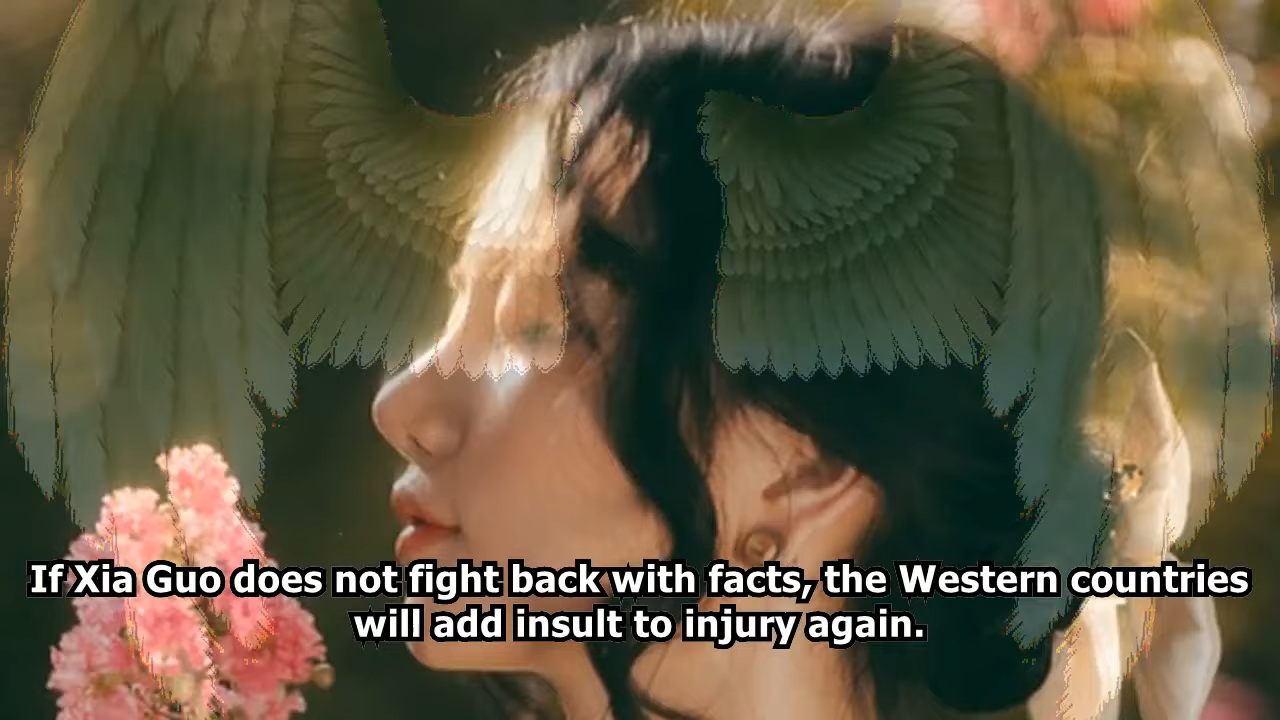 If Xia Guo does not fight back with facts, the Western countries
will add insult to injury again.